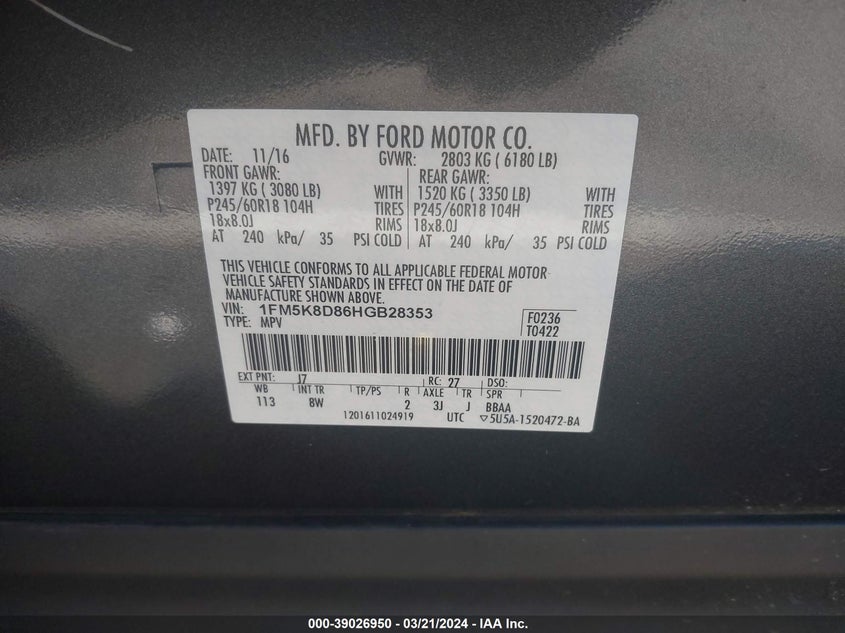 MFD. BY FORD MOTOR CO.
DATE: 11/16 GVWR: 2803 KG ( 6180 LB)
FRONT GAWR: REAR GAWR:
1397 KG ( 3080 LB) WITH 1520 KG ( 3350 LB) WITH
P245/60R18 104H TIRES P245/60R18 104H TIRES
18x8.0J RIMS 18x8.0J RIMS
AT 240 kPa/ 35 PSI COLD AT 240 kPa/ 35 PSI COLD
THIS VEHICLE CONFORMS TO ALL APPLICABLE FEDERAL MOTOR
VEHICLE SAFETY STANDARDS IN EFFECT ON THE DATE OF
MANUFACTURE SHOWN ABOVE.
VIN: 1FM5K8D86HGB28353 F0236
TYPE: MPV T0422
EXT PNT: J7 RC: 27 DSO:
WB INT TR TP/PS R AXLE TR SPR
113 8W 2 3J J BBAA
1201611024919 UTC ▽5U5A-1520472-BA
000-39026950 - 03/21/2024 - IAA Inc.